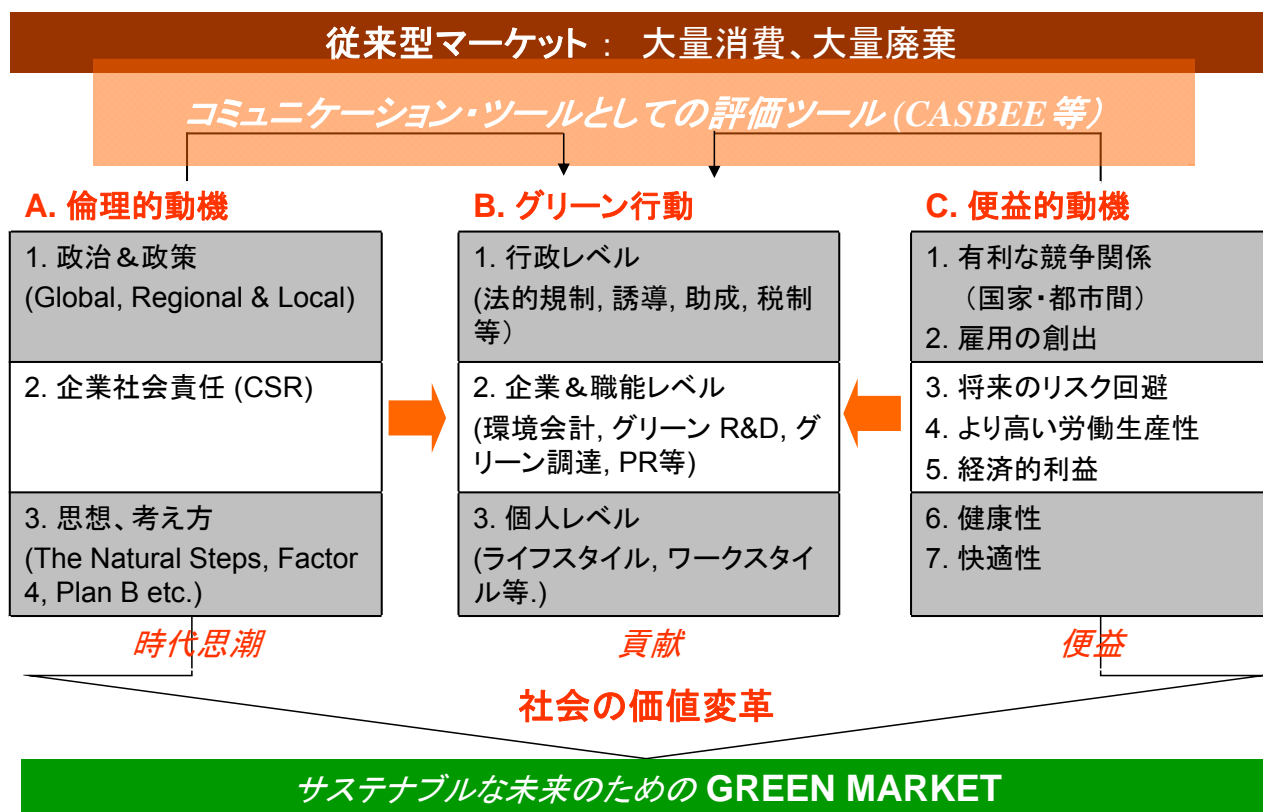 従来型マーケット： 大量消費、大量廃棄
コミュニケーション・ツールとしての評価ツール (CASBEE 等）
A. 倫理的動機
1. 政治＆政策
(Global, Regional & Local)
2. 企業社会責任 (CSR)
3. 思想、考え方
(The Natural Steps, Factor
4, Plan B etc.)
時代思潮
B. グリーン行動
1. 行政レベル
(法的規制, 誘導, 助成, 税制
等）
2. 企業＆職能レベル
(環境会計, グリーン R&D, グ
リーン調達, PR等)
3. 個人レベル
(ライフスタイル, ワークスタイ
ル等.)
貢献
C. 便益的動機
1. 有利な競争関係
（国家・都市間）
2. 雇用の創出
3. 将来のリスク回避
4. より高い労働生産性
5. 経済的利益
6. 健康性
7. 快適性
便益
社会の価値変革
サステナブルな未来のための GREEN MARKET